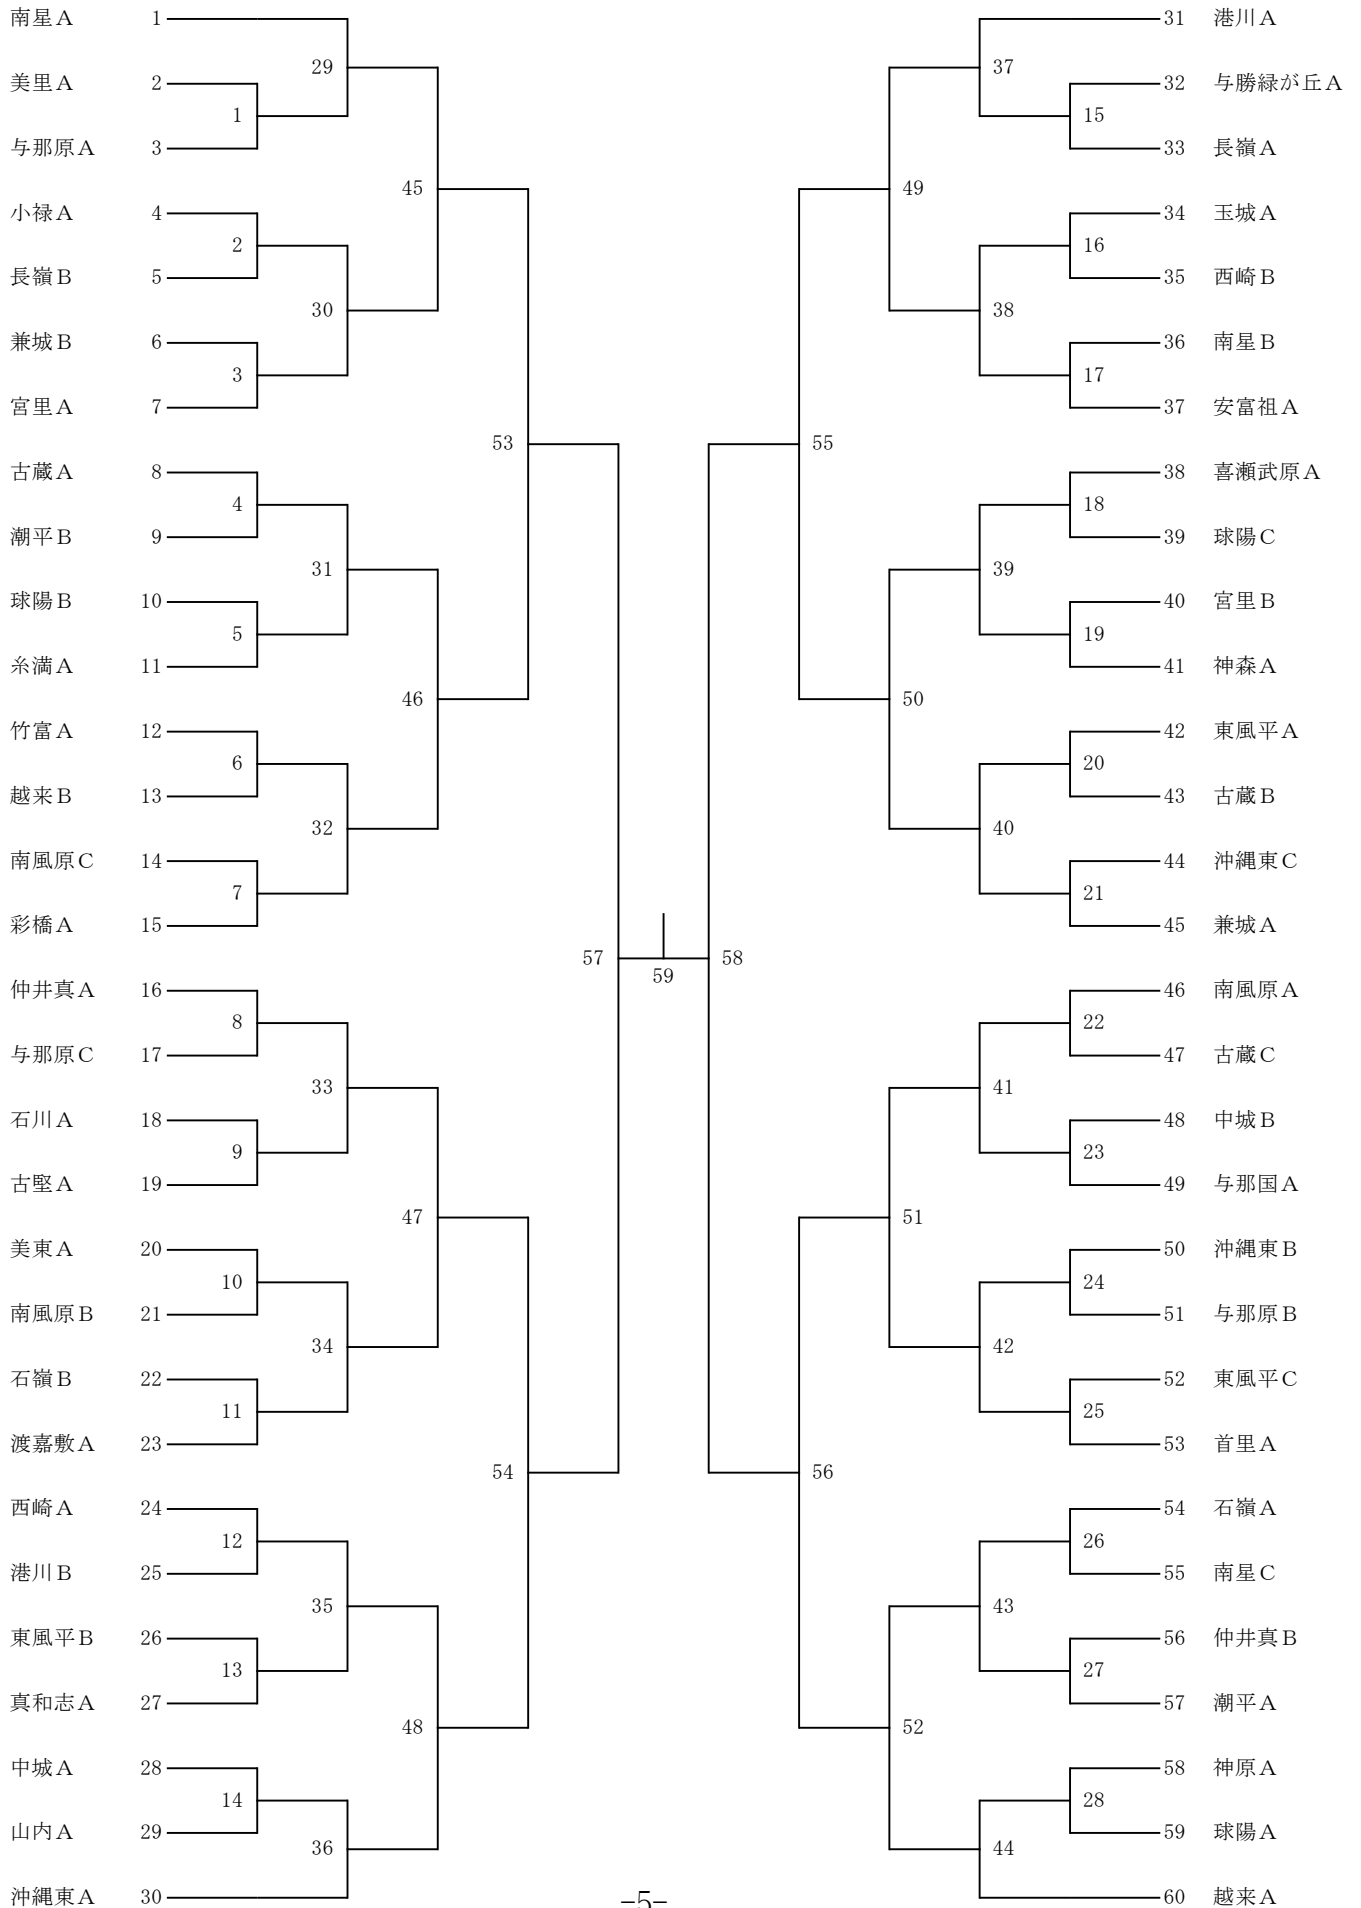 南星A 1
29
美里A 2
1
与那原A 3
45
小禄A 4
2
長嶺B 5
30
兼城B 6
3
宮里A 7
53
古蔵A 8
4
潮平B 9
31
球陽B 10
5
糸満A 11
46
竹富A 12
6
越来B 13
32
南風原C 14
7
彩橋A 15
57
仲井真A 16
8
与那原C 17
33
石川A 18
9
古堅A 19
47
美東A 20
10
南風原B 21
34
石嶺B 22
11
渡嘉敷A 23
54
西崎A 24
12
港川B 25
35
東風平B 26
13
真和志A 27
48
中城A 28
14
山内A 29
36
沖縄東A 30
59
31 港川A
37
32 与勝緑が丘A
15
33 長嶺A
49
34 玉城A
16
35 西崎B
38
36 南星B
17
37 安富祖A
55
38 喜瀬武原A
18
39 球陽C
39
40 宮里B
19
41 神森A
50
42 東風平A
20
43 古蔵B
40
44 沖縄東C
21
45 兼城A
58
46 南風原A
22
47 古蔵C
41
48 中城B
23
49 与那国A
51
50 沖縄東B
24
51 与那原B
42
52 東風平C
25
53 首里A
56
54 石嶺A
26
55 南星C
43
56 仲井真B
27
57 潮平A
52
58 神原A
28
59 球陽A
44
60 越来A
-5-